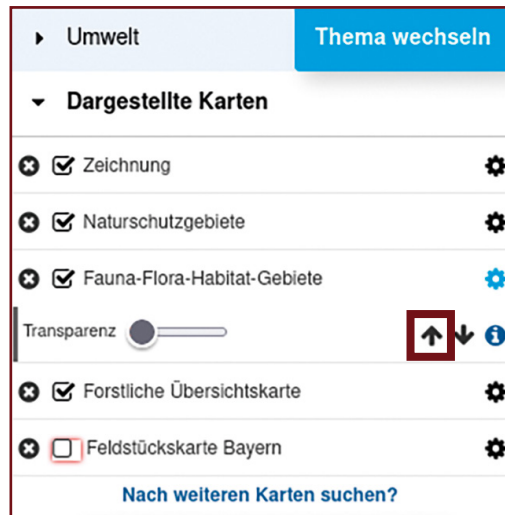 Umwelt Thema wechseln
Dargestellte Karten
Zeichnung
Naturschutzgebiete
Fauna-Flora-Habitat-Gebiete
Transparenz
Forstliche Übersichtskarte
Feldstückskarte Bayern
Nach weiteren Karten suchen?